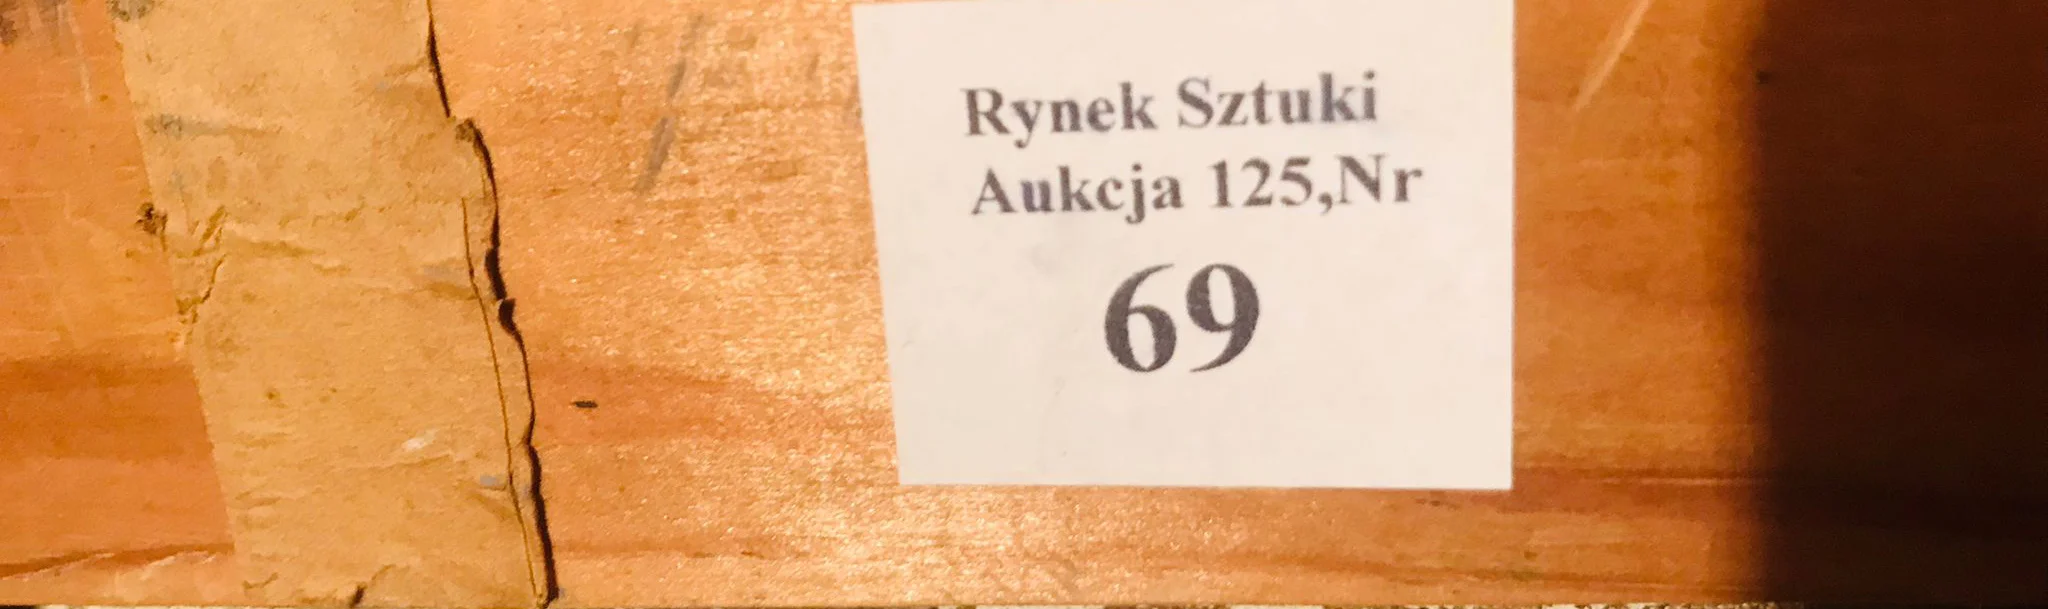 Rynek Sztuki
Aukcja 125,Nr
69